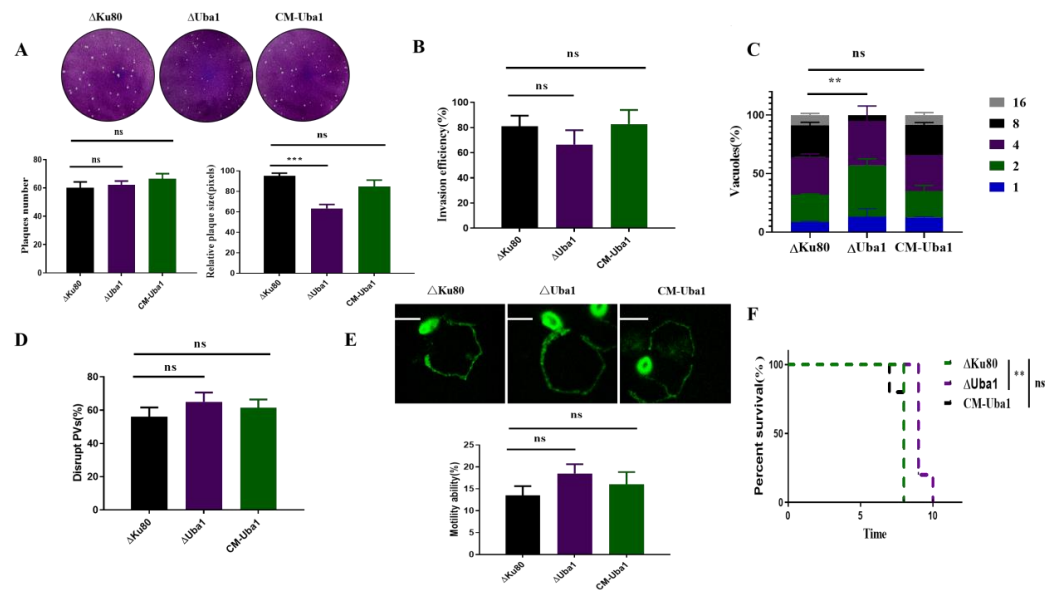 A
ΔKu80 ΔUba1 CM-Uba1
ns
ns
Plaques number
80
60
40
20
0
ΔKu80 ΔUba1 CM-Uba1
ns
***
Relative plaque size(pixels)
100
80
60
40
20
0
ΔKu80 ΔUba1 CM-Uba1
B
ns
ns
Invasion efficiency(%)
100
80
60
40
20
0
ΔKu80 ΔUba1 CM-Uba1
C
ns
**
Vacuoles(%)
100
50
0
ΔKu80 ΔUba1 CM-Uba1
16
8
4
2
1
D
ns
ns
Disrupt PVs(%)
80
60
40
20
0
ΔKu80 ΔUba1 CM-Uba1
E
△Ku80 △Uba1 CM-Uba1
ns
ns
Motility ability(%)
25
20
15
10
5
0
ΔKu80 ΔUba1 CM-Uba1
F
Percent survival(%)
100
50
0
0 5 10
Time
ΔKu80
ΔUba1
CM-Uba1
** ns